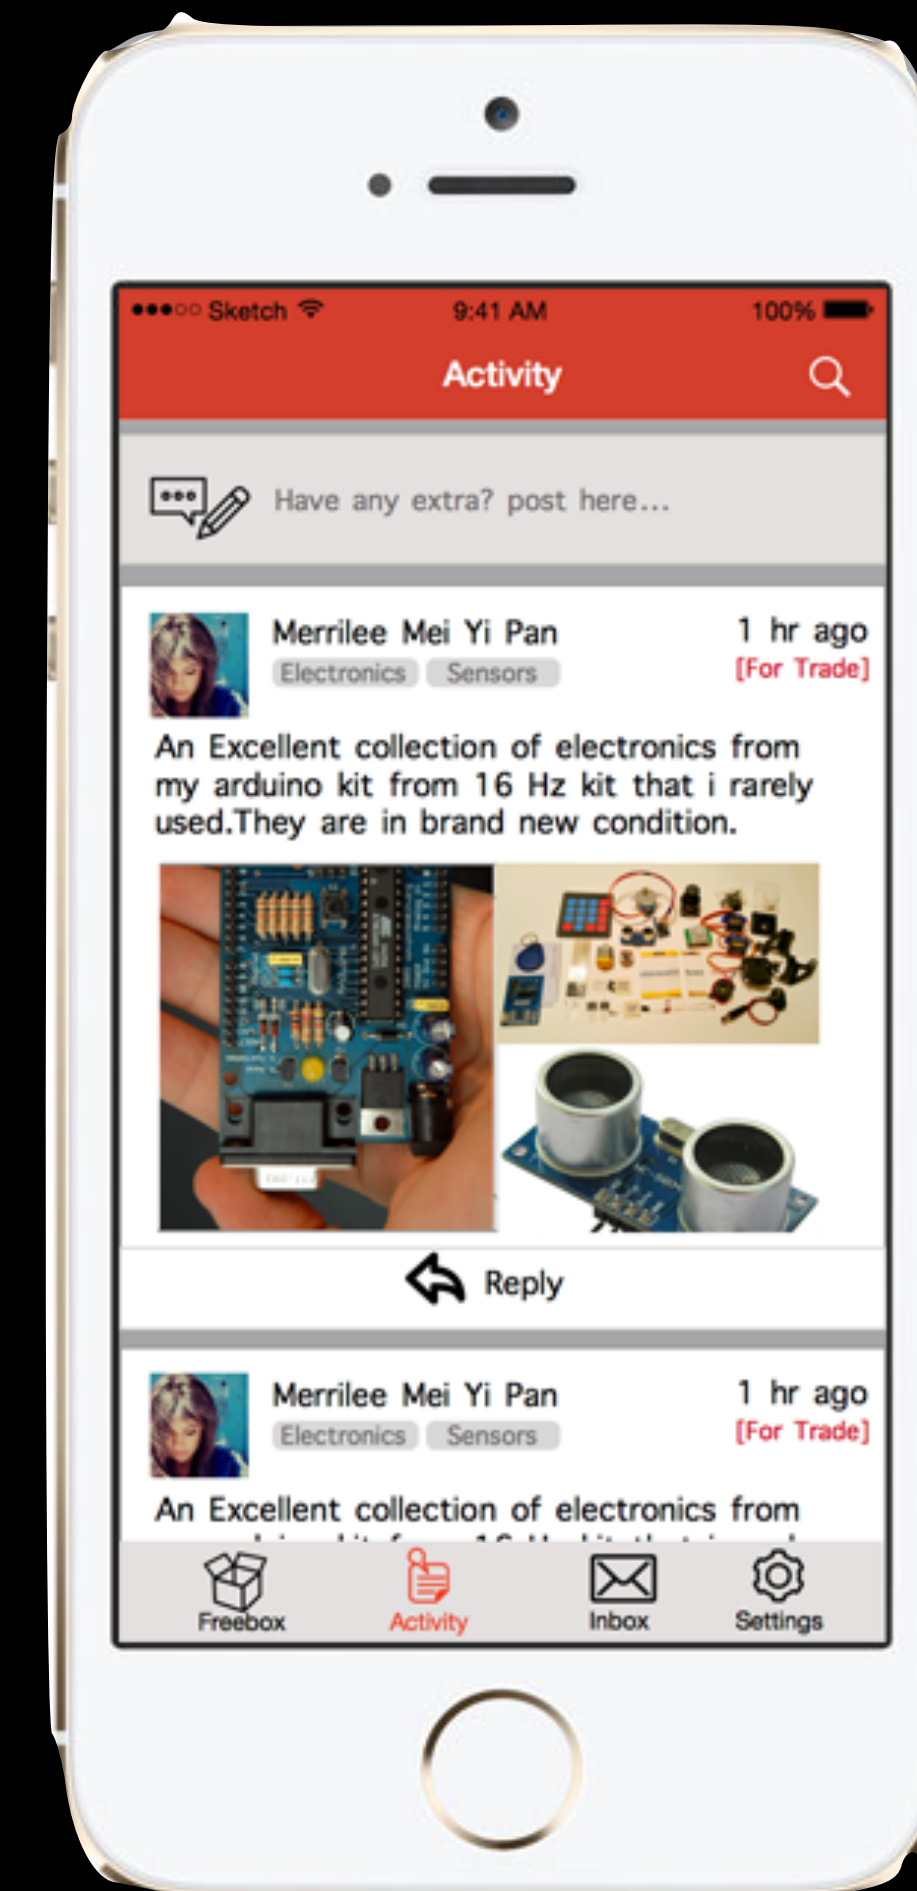 Sketch 9:41 AM 100%
Activity
Have any extra? post here...
Merrilee Mei Yi Pan 1 hr ago
Electronics Sensors [For Trade]
An Excellent collection of electronics from
my arduino kit from 16 Hz kit that i rarely
used.They are in brand new condition.
Reply
Merrilee Mei Yi Pan 1 hr ago
Electronics Sensors [For Trade]
An Excellent collection of electronics from
Freebox Activity Inbox Settings